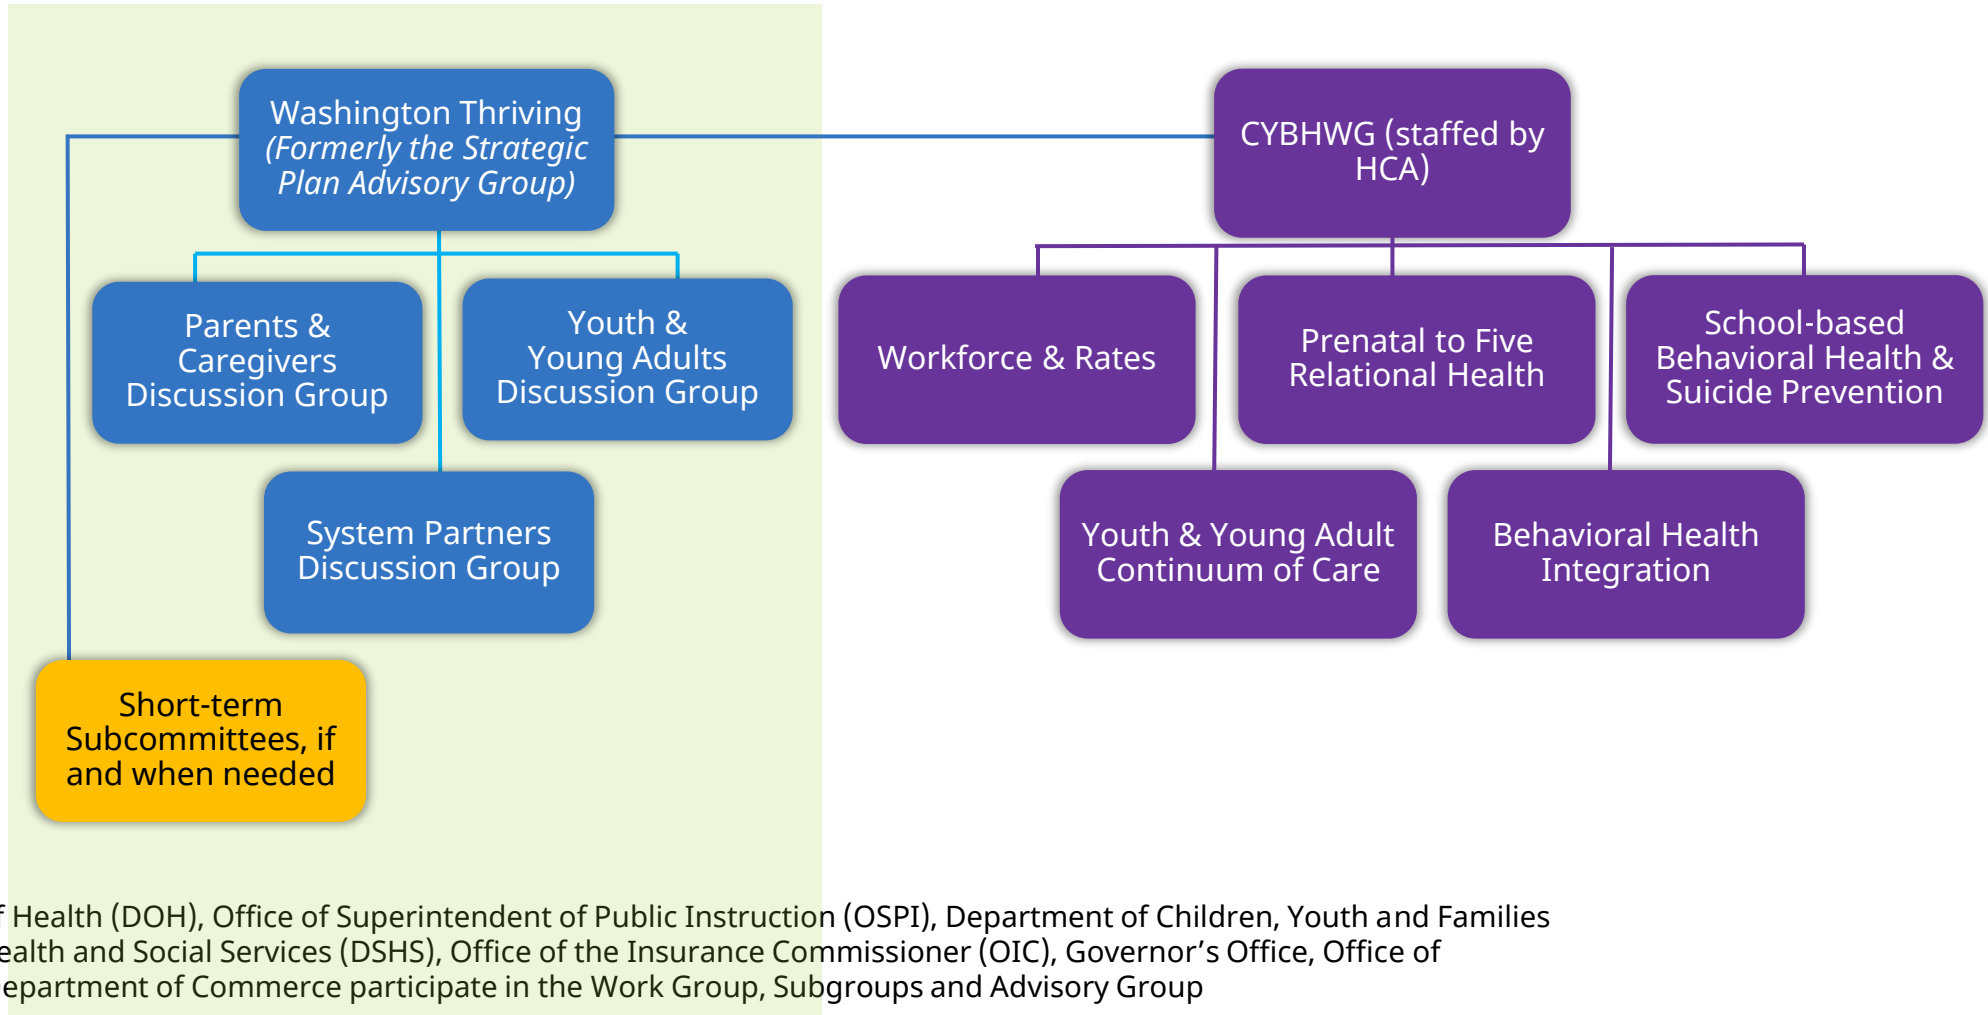 Washington Thriving
(Formerly the Strategic
Plan Advisory Group)
CYBHWG (staffed by
HCA)
Parents &
Caregivers
Discussion Group
Youth &
Young Adults
Discussion Group
Workforce & Rates
Prenatal to Five
Relational Health
School-based
Behavioral Health &
Suicide Prevention
System Partners
Discussion Group
Youth & Young Adult
Continuum of Care
Behavioral Health
Integration
Short-term
Subcommittees, if
and when needed
Health (DOH), Office of Superintendent of Public Instruction (OSPI), Department of Children, Youth and Families
and Social Services (DSHS), Office of the Insurance Commissioner (OIC), Governor’s Office, Office of
of Commerce participate in the Work Group, Subgroups and Advisory Group